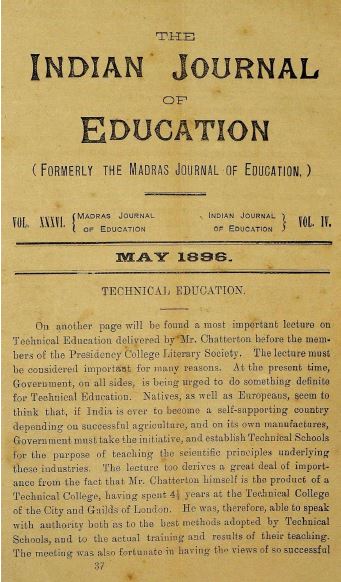 THE
INDIAN JOURNAL
OF
EDUCATION
(FORMERLY THE MADRAS JOURNAL OF EDUCATION.)
VOL. XXXVI. { MADRAS JOURNAL OF EDUCATION INDIAN JOURNAL OF EDUCATION } VOL. IV.
MAY 1896.
TECHNICAL EDUCATION.
On another page will be found a most important lecture on
Technical Education delivered by Mr. Chatterton before the mem-
bers of the Presidency College Literary Society. The lecture must
be considered important for many reasons. At the present time,
Government, on all sides, is being urged to do something definite
for Technical Education. Natives, as well as Europeans, seem to
think that, if India is ever to become a self-supporting country
depending on successful agriculture, and on its own manufactures,
Government must take the initiative, and establish Technical Schools
for the purpose of teaching the scientific principles underlying
these industries. The lecture too derives a great deal of import-
ance from the fact that Mr. Chatterton himself is the product of a
Technical College, having spent 4½ years at the Technical College
of the City and Guilds of London. He was, therefore, able to speak
with authority both as to the best methods adopted by Technical
Schools, and to the actual training and results of their teaching.
The meeting was also fortunate in having the views of so successful
37